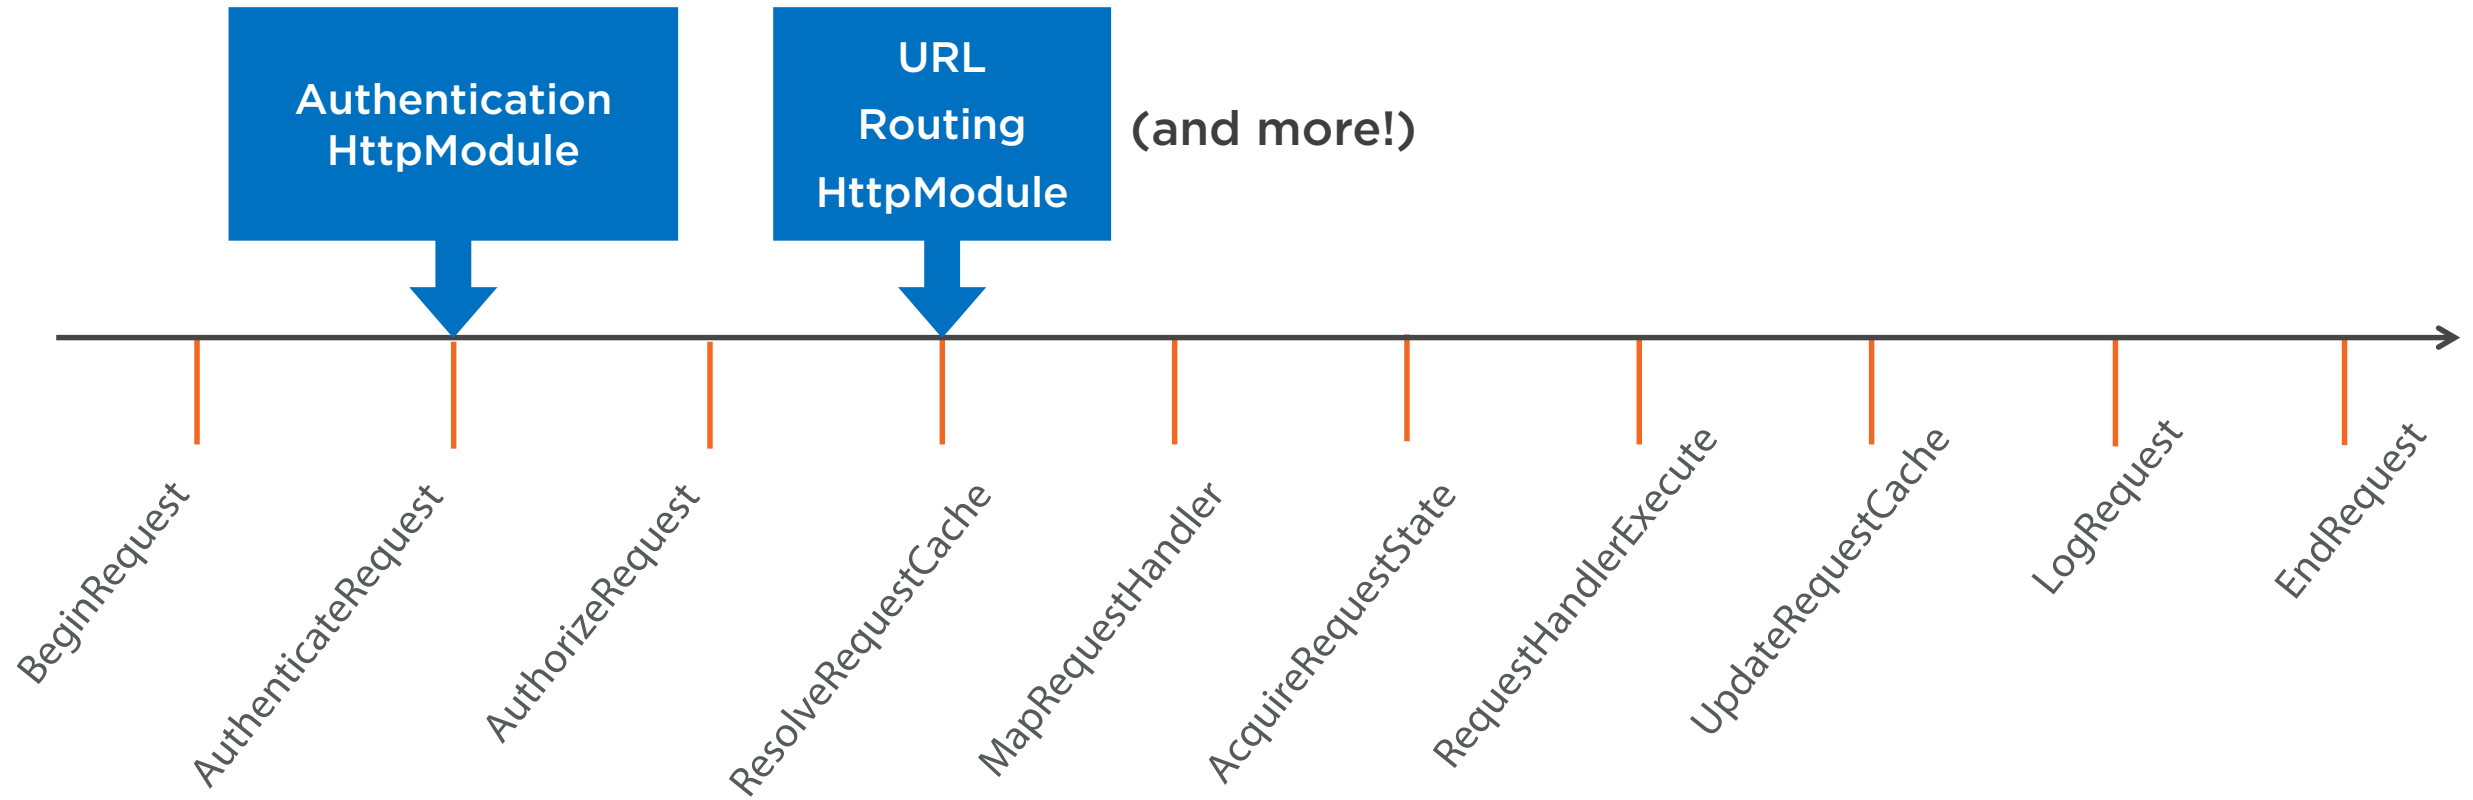 Authentication
HttpModule
URL
Routing
HttpModule
(and more!)
BeginRequest
AuthenticateRequest
AuthorizeRequest
ResolveRequestCache
MapRequestHandler
AcquireRequestState
RequestHandlerExecute
UpdateRequestCache
LogRequest
EndRequest